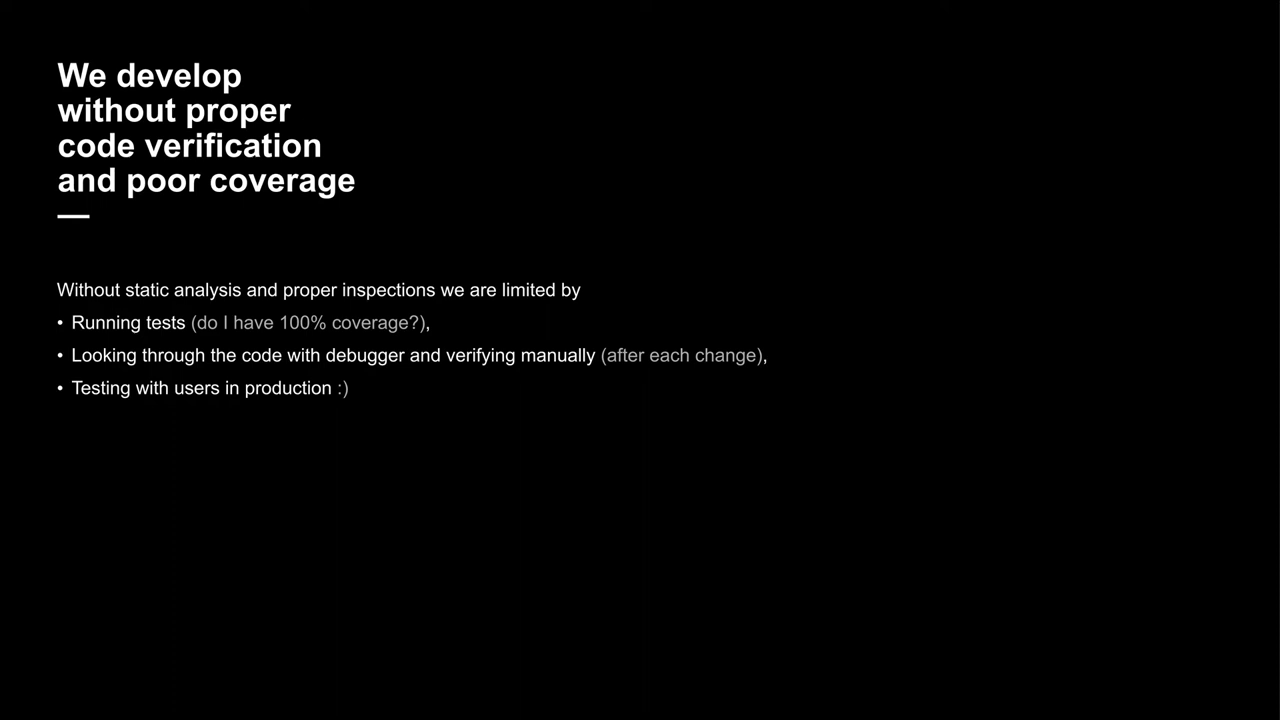 We develop
without proper
code verification
and poor coverage
Without static analysis and proper inspections we are limited by
• Running tests (do I have 100% coverage?),
• Looking through the code with debugger and verifying manually (after each change),
• Testing with users in production :)